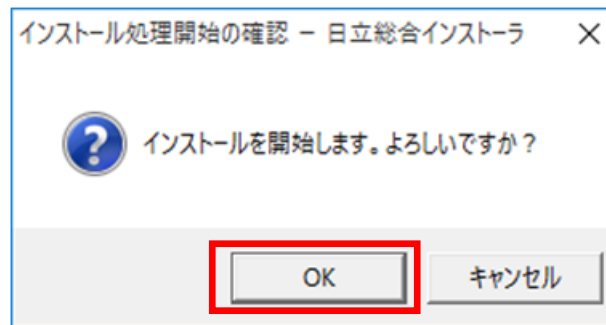 インストール処理開始の確認 － 日立総合インストーラ
インストールを開始します。よろしいですか？
OK
キャンセル